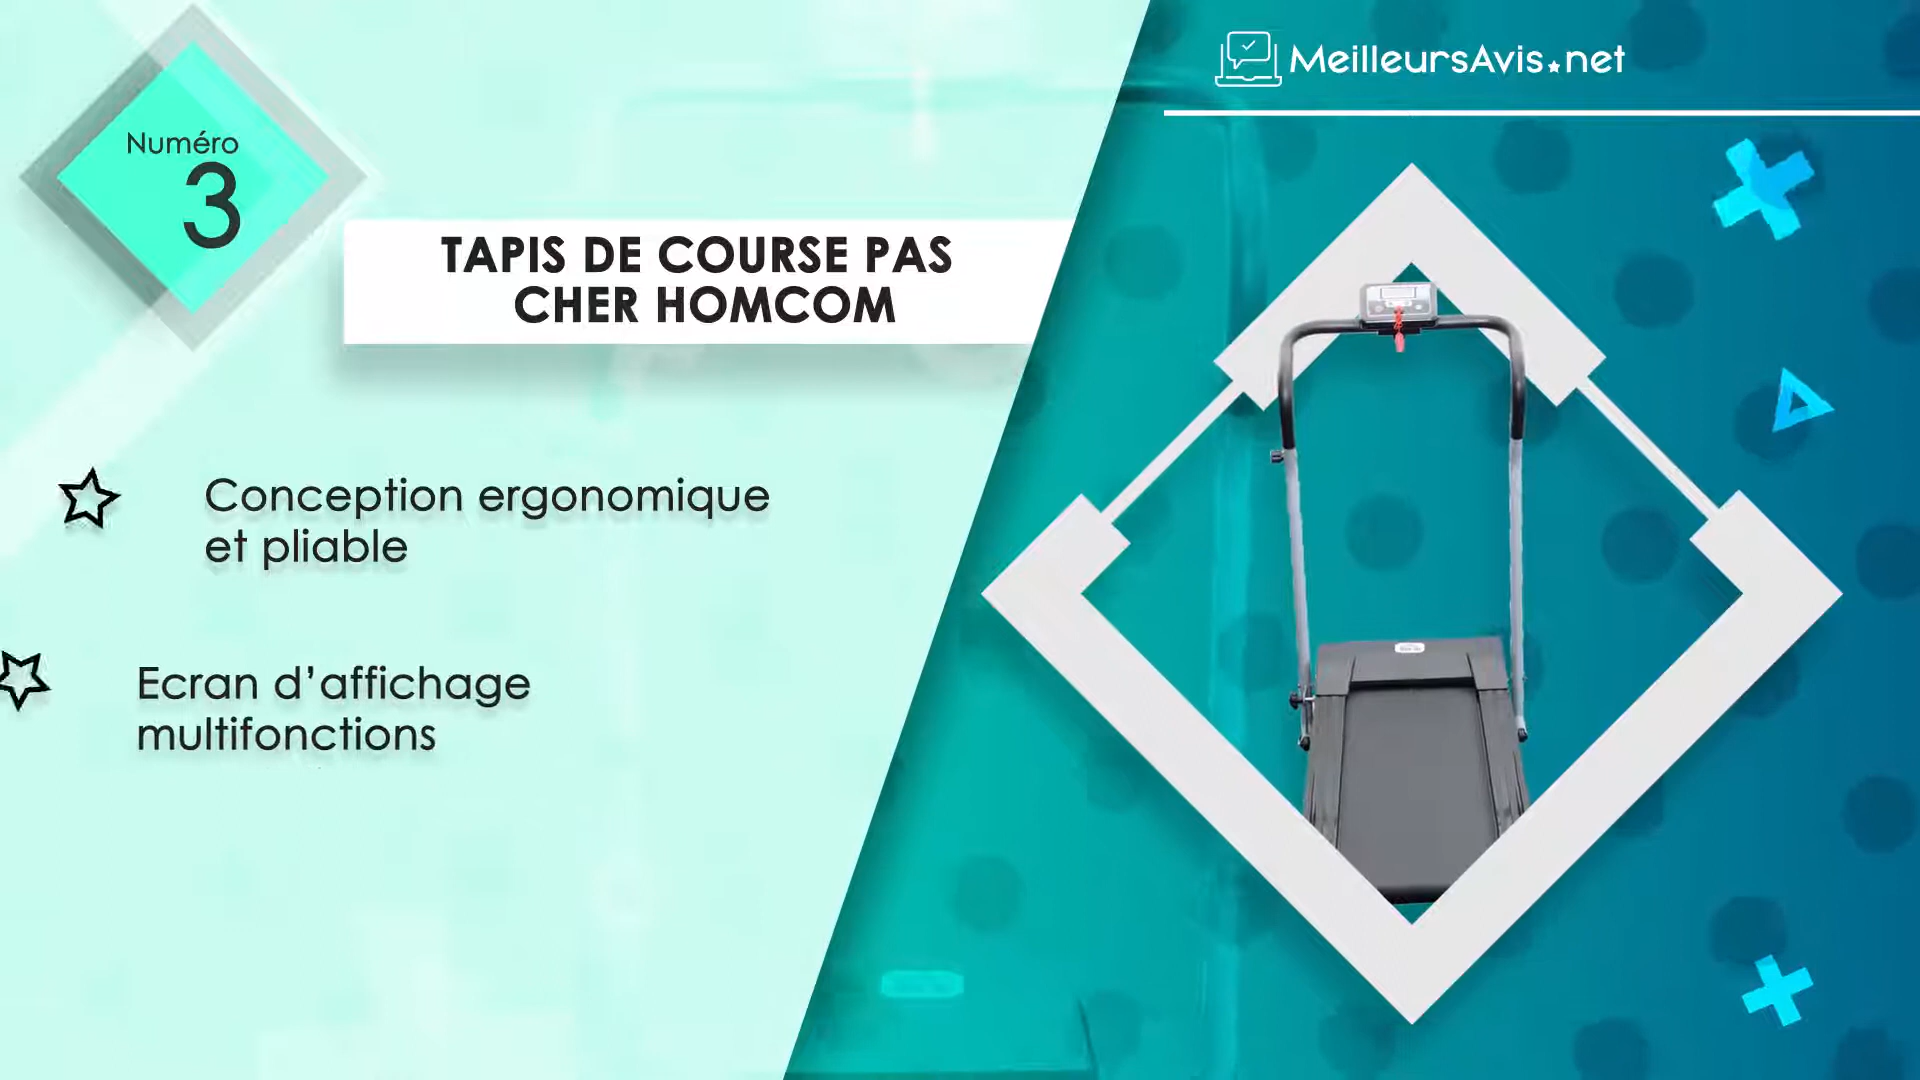 Numéro
3
MeilleursAvis.net
TAPIS DE COURSE PAS
CHER HOMCOM
Conception ergonomique
et pliable
Ecran d’affichage
multifonctions